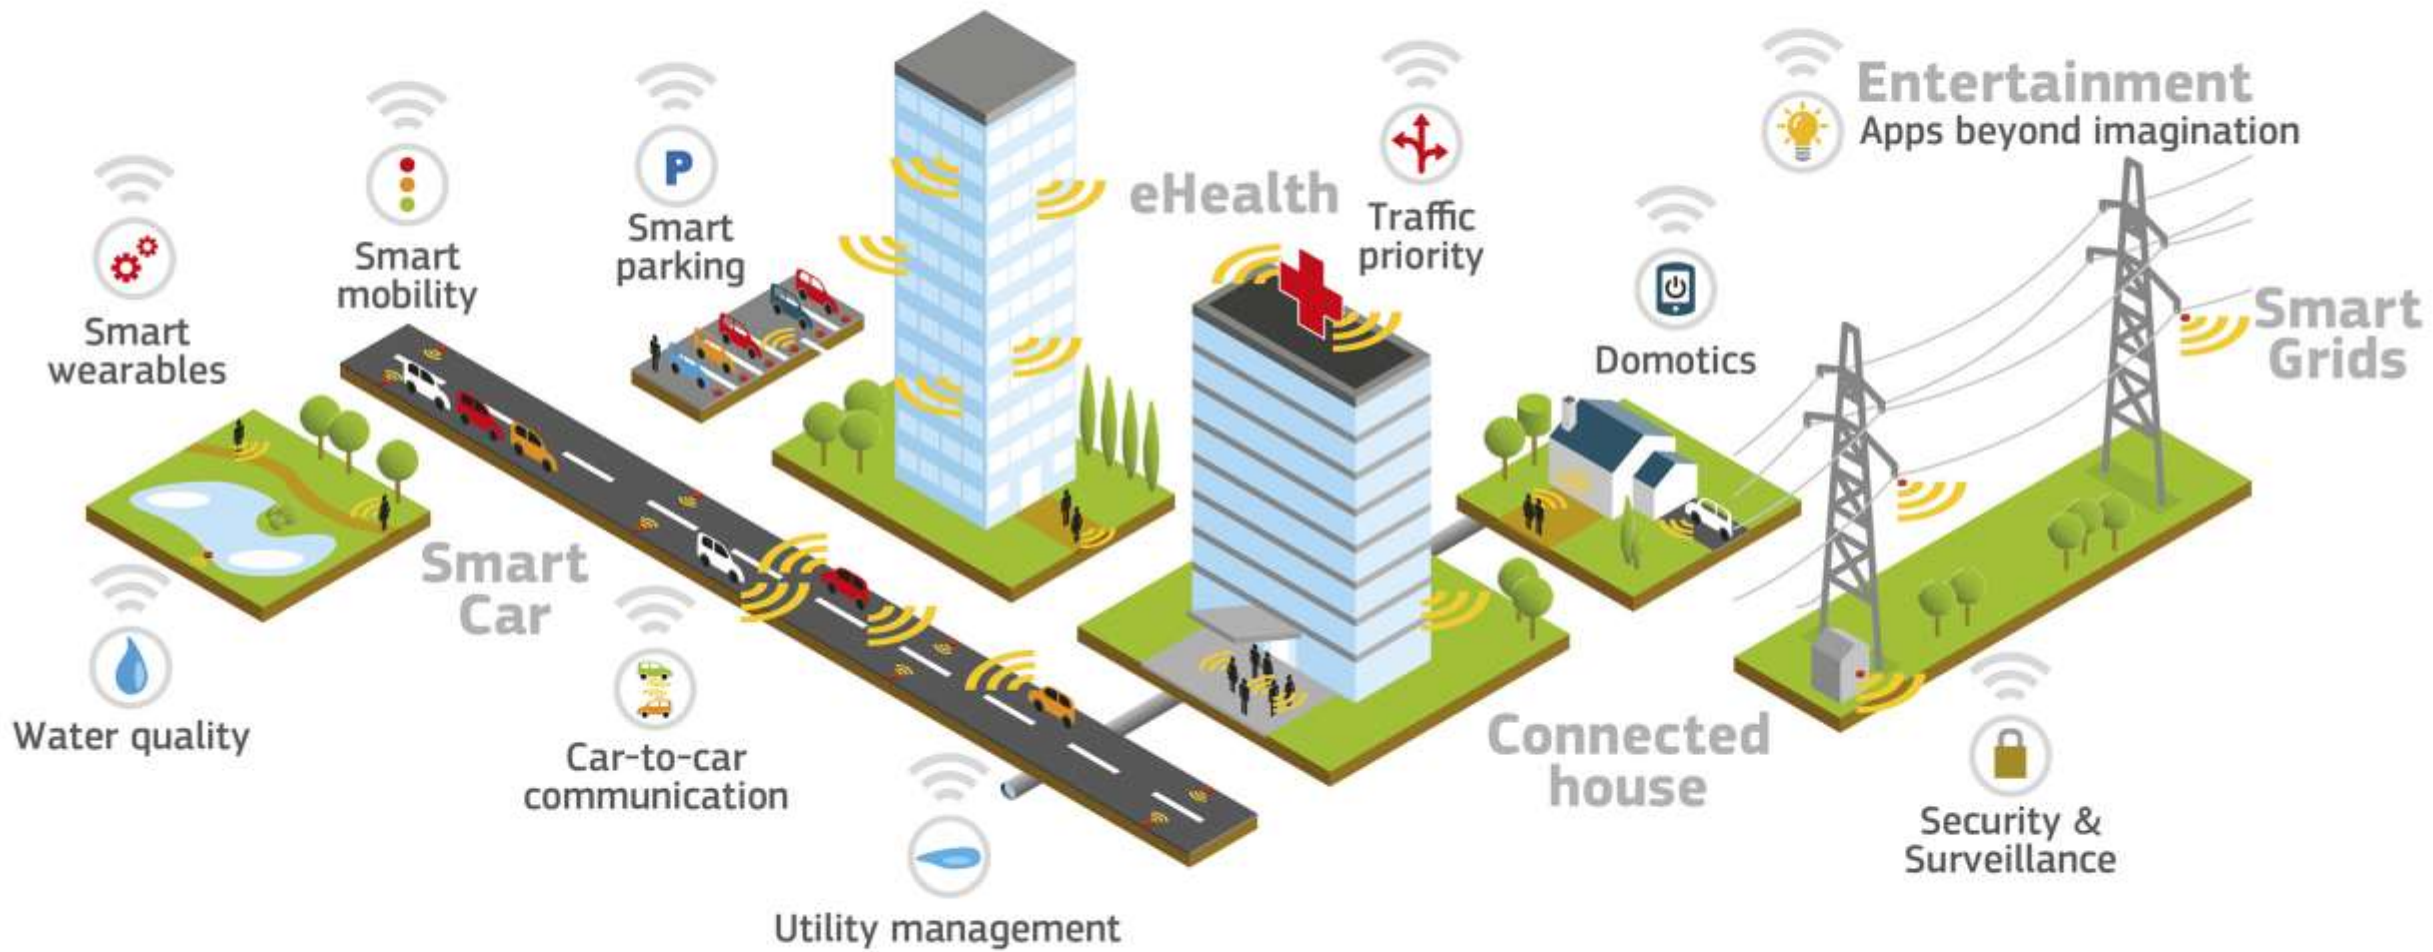 Entertainment
Apps beyond imagination
eHealth
Traffic
priority
P
Smart
parking
Smart
mobility
Smart
wearables
Domotics
Smart
Grids
Smart
Car
Water quality
Car-to-car
communication
Connected
house
Security &
Surveillance
Utility management